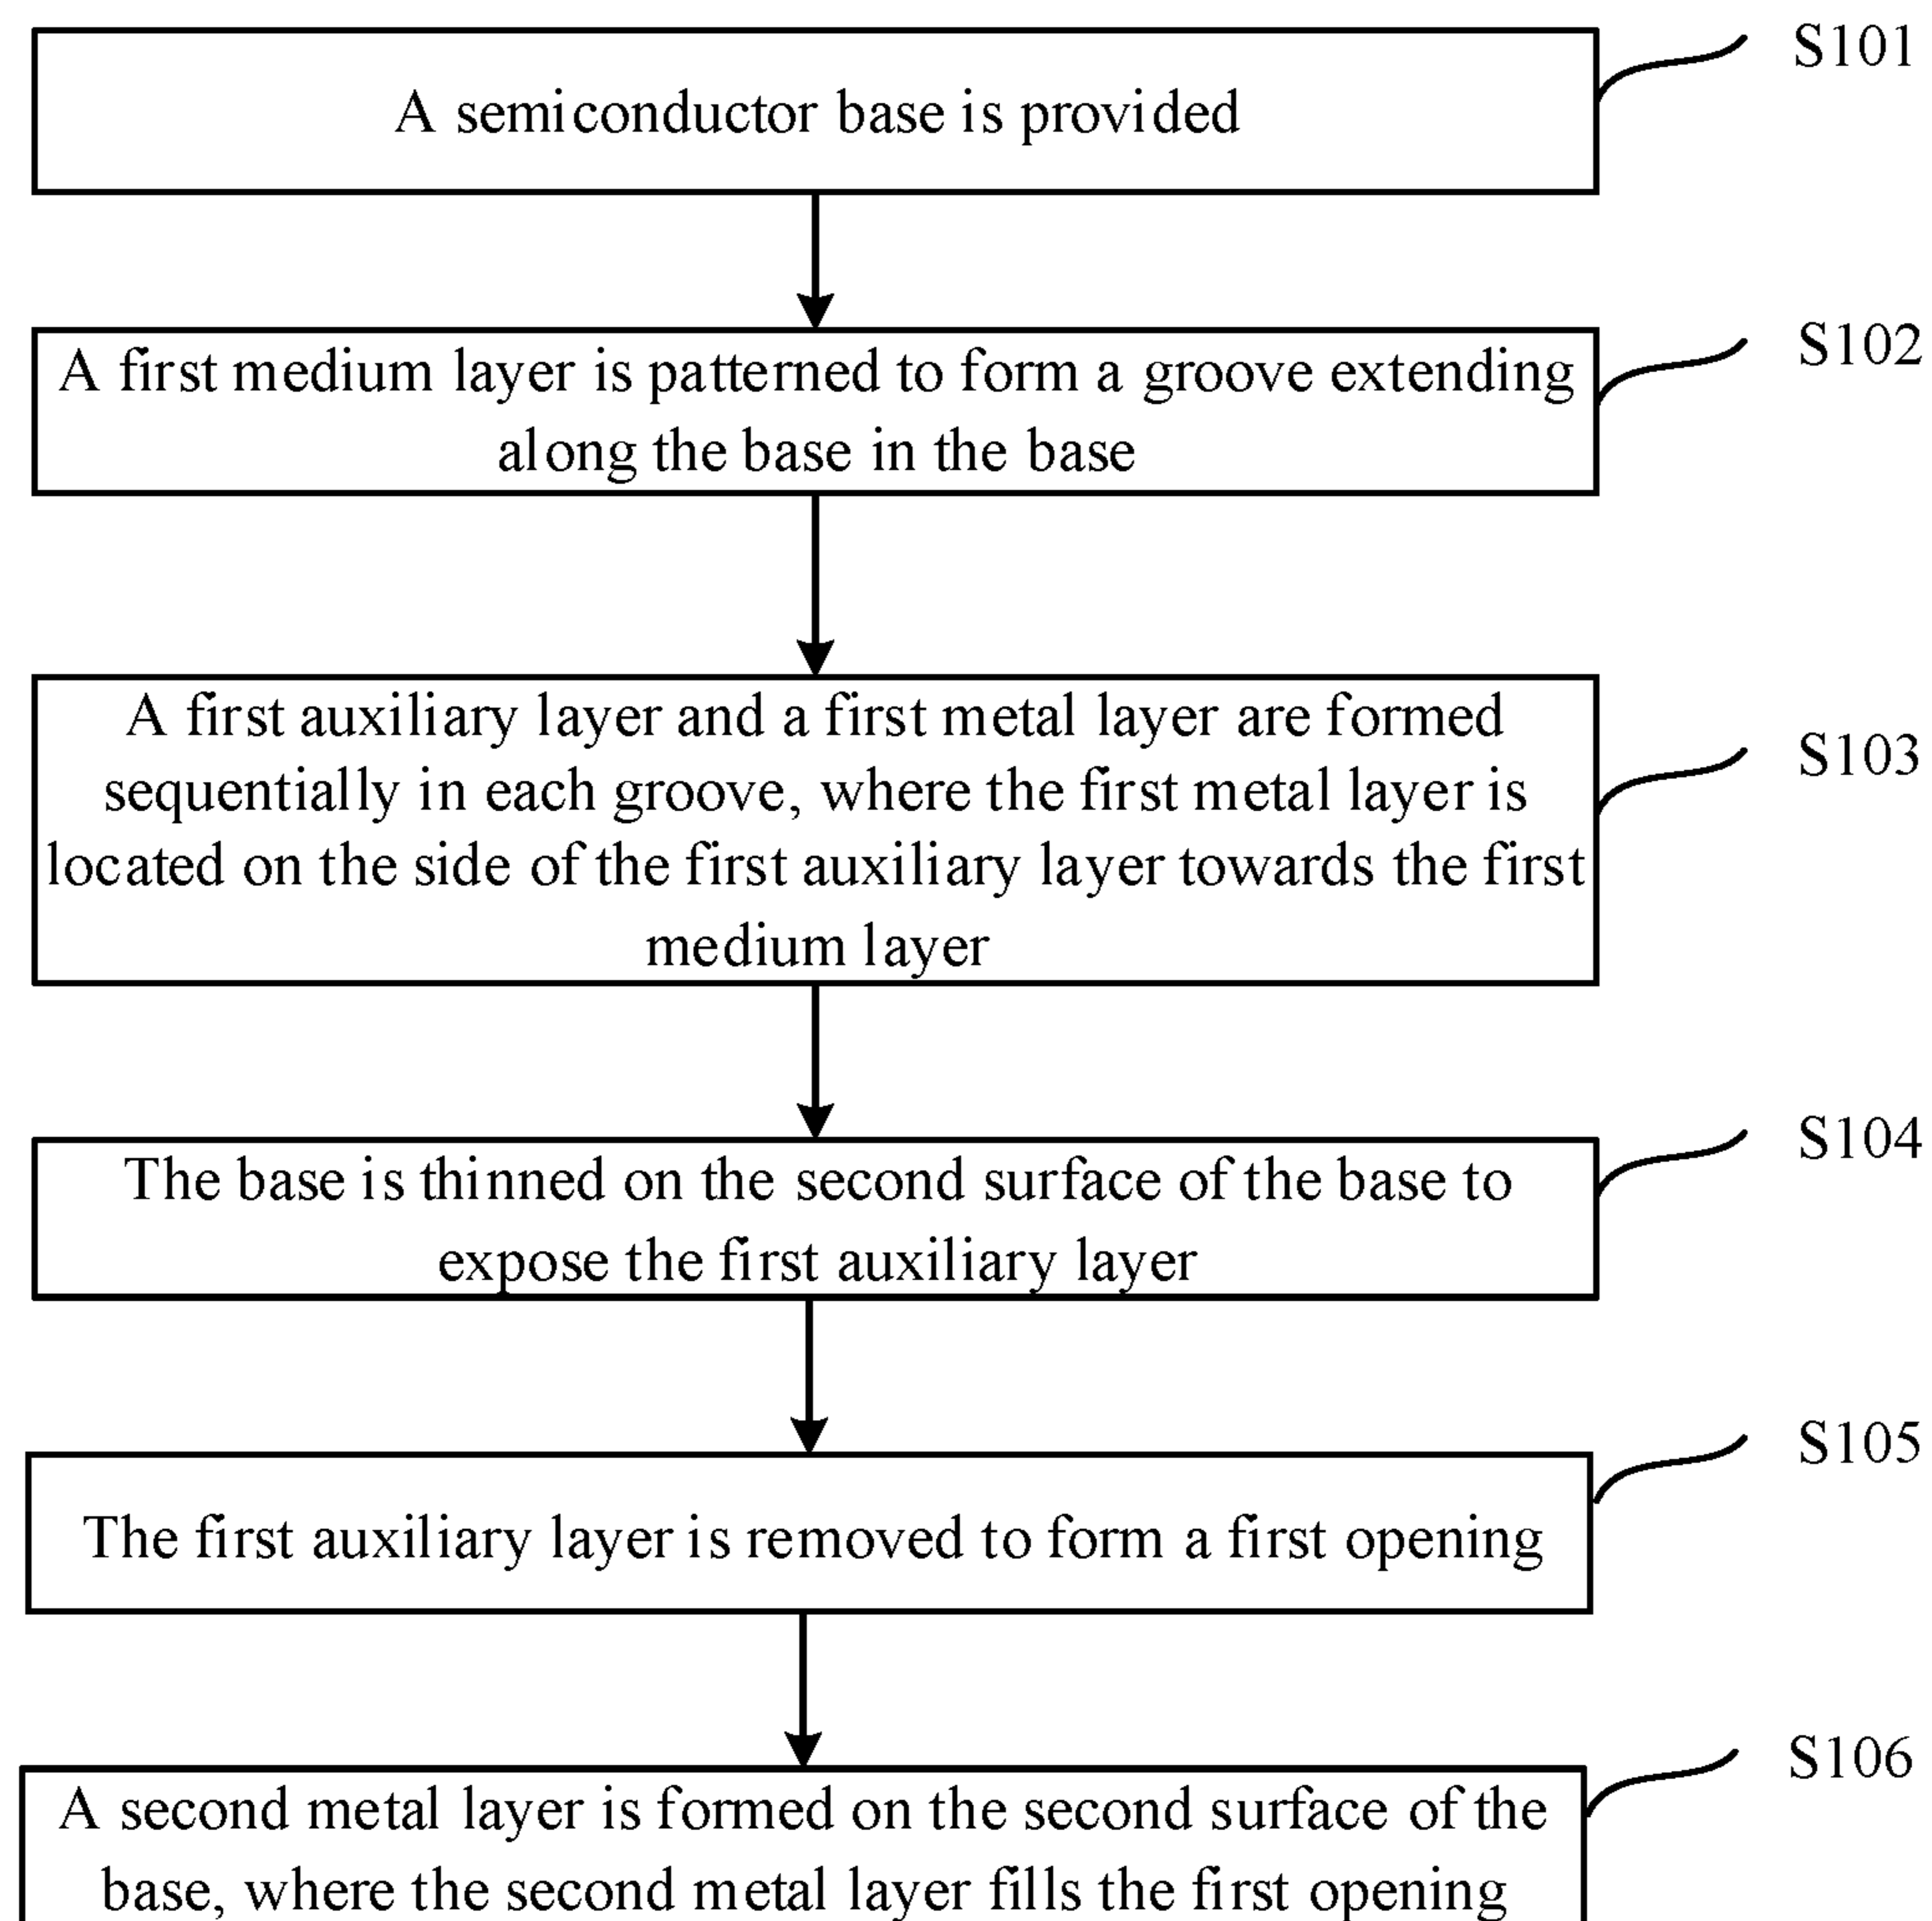 S101
A semiconductor base is provided
S102
A first medium layer is patterned to form a groove extending
along the base in the base
S103
A first auxiliary layer and a first metal layer are formed
sequentially in each groove, where the first metal layer is
located on the side of the first auxiliary layer towards the first
medium layer
S104
The base is thinned on the second surface of the base to
expose the first auxiliary layer
S105
The first auxiliary layer is removed to form a first opening
S106
A second metal layer is formed on the second surface of the
base, where the second metal layer fills the first opening